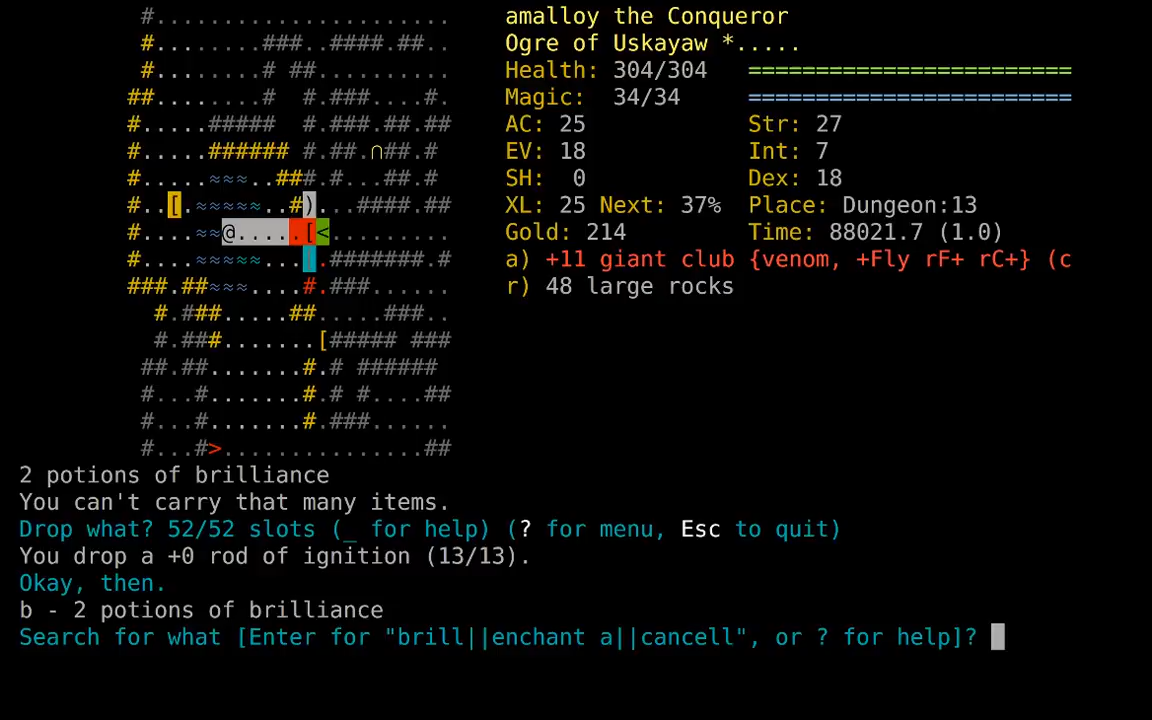 #.......................    amalloy the Conqueror
#........###..####.##..    Ogre of Uskayaw *.....
#.......# ##..........    Health: 304/304    ========================
##........#  #.###....#.    Magic:  34/34     ========================
#.....#####  #.###.##.##    AC: 25            Str: 27
#.....###### #.##.∩##.#     EV: 18            Int: 7
#.....≈≈≈..###.#...##.#     SH:  0            Dex: 18
#..[.≈≈≈≈≈..#)...####.##    XL: 25 Next: 37%  Place: Dungeon:13
#....≈≈@.....[<.........    Gold: 214         Time: 88021.7 (1.0)
#....≈≈≈≈≈... .#######.#    a) +11 giant club {venom, +Fly rF+ rC+} (c
###.##≈≈≈....#.###......    r) 48 large rocks
#.###.....##.....###..
#.###.......[##### ###
##.##.......#.# ######
#...#.......#.# #....##
#...#.......#.###.....
#...#>...............##
2 potions of brilliance
You can't carry that many items.
Drop what? 52/52 slots (_ for help) (? for menu, Esc to quit)
You drop a +0 rod of ignition (13/13).
Okay, then.
b - 2 potions of brilliance
Search for what [Enter for "brill||enchant a||cancell", or ? for help]?